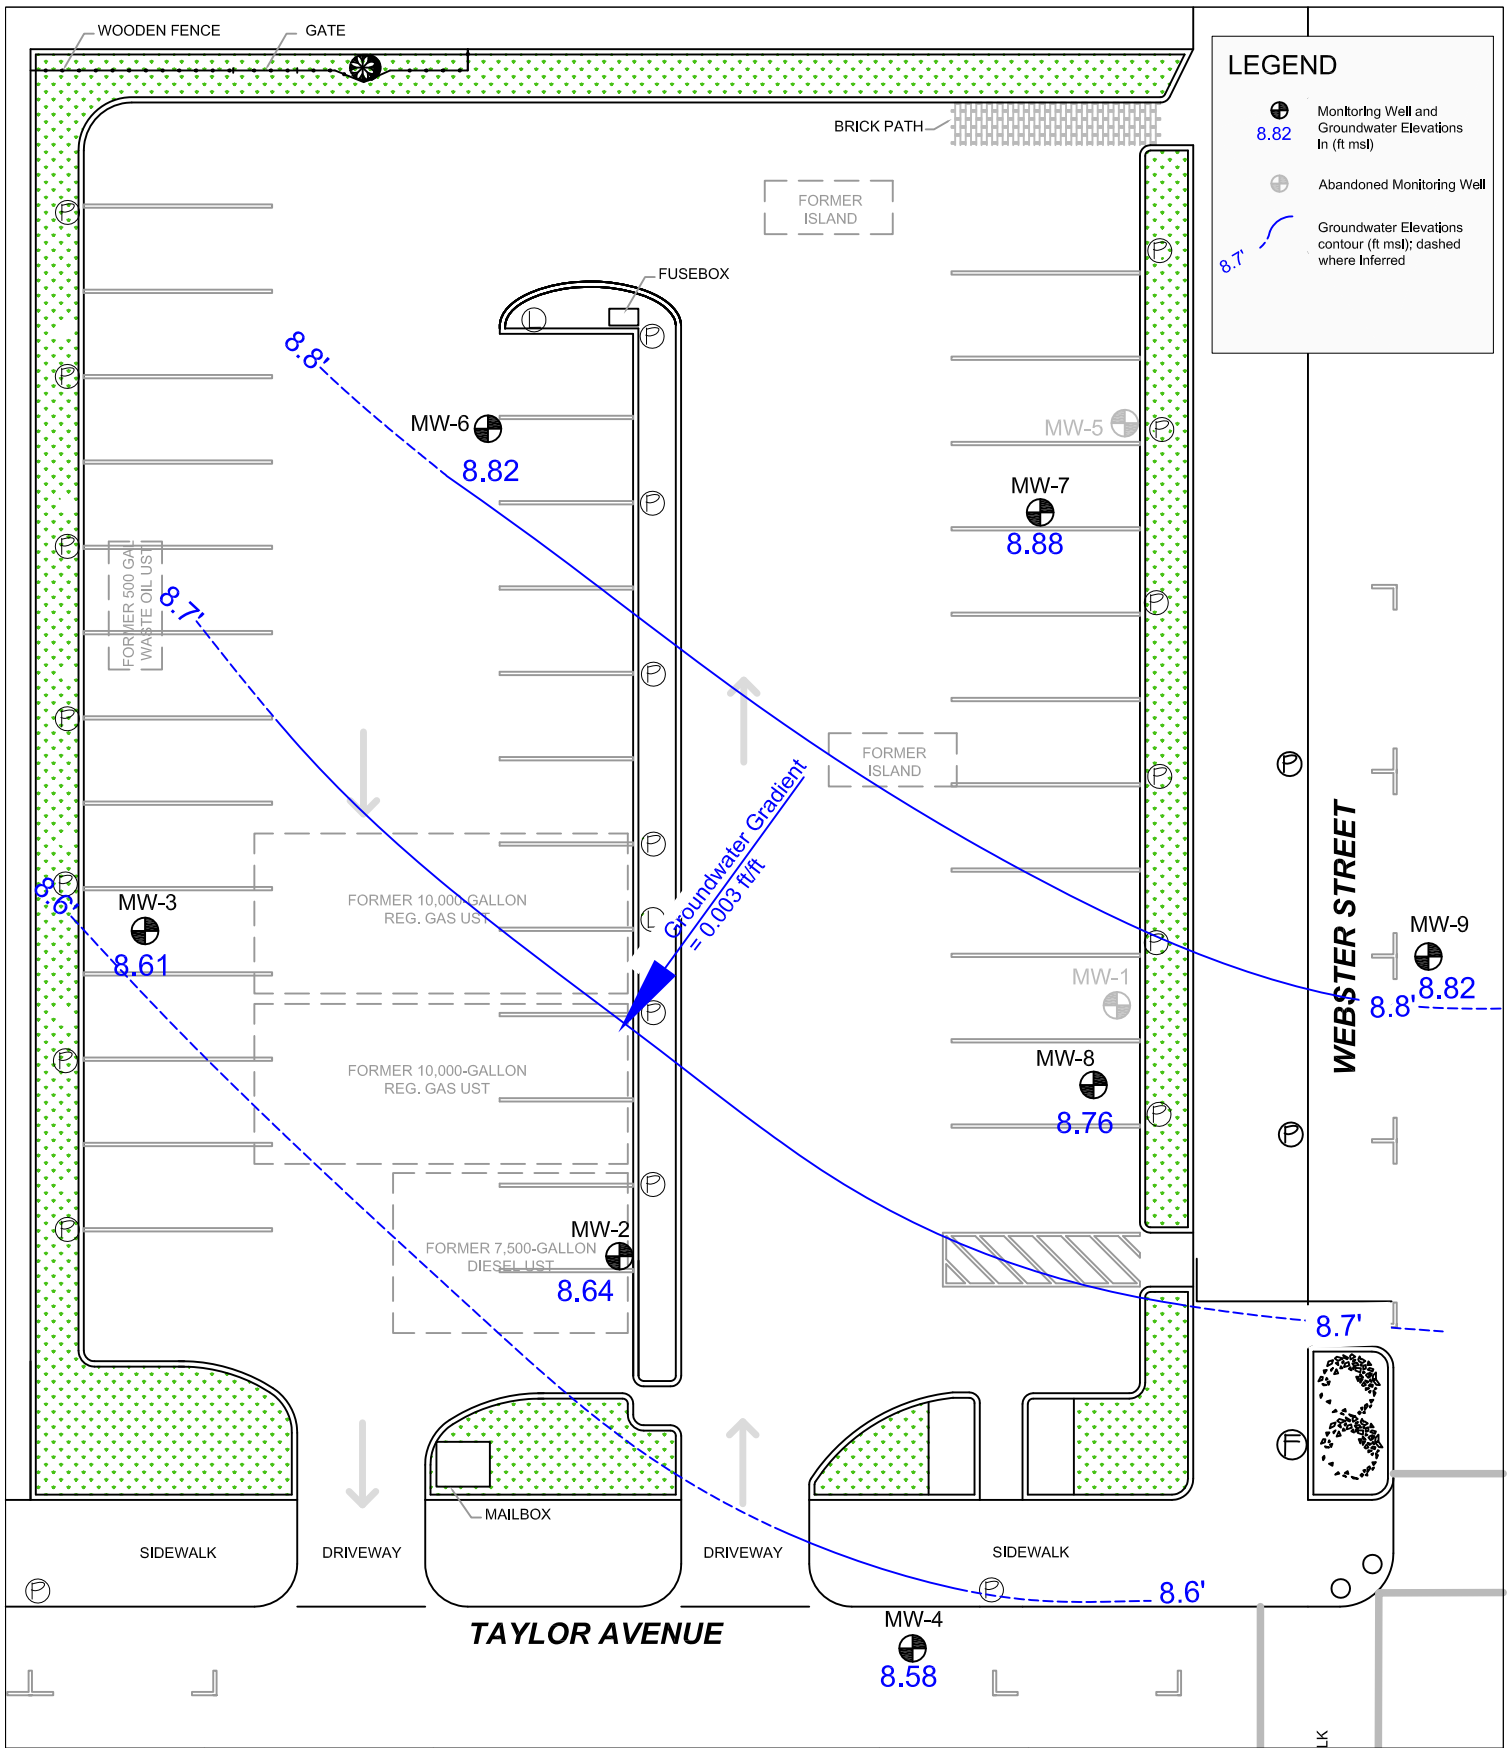 WOODEN FENCE
GATE
LEGEND
8.82
Monitoring Well and
Groundwater Elevations
In (ft msl)
Abandoned Monitoring Well
8.7'
Groundwater Elevations
contour (ft msl); dashed
where Inferred
BRICK PATH
FORMER
ISLAND
FUSEBOX
L
P
P
P
8.8'
P
MW-6
8.82
MW-5
P
MW-7
8.88
P
P
FORMER 500 GAL
WASTE OIL UST
8.7'
P
P
P
FORMER
ISLAND
P
P
P
Groundwater Gradient
= 0.003 ft/ft
WEBSTER STREET
8.6'
P
MW-3
8.61
FORMER 10,000-GALLON
REG. GAS UST
L
P
MW-9
8.82
8.8'
MW-1
P
P
FORMER 10,000-GALLON
REG. GAS UST
MW-8
8.76
P
P
P
P
MW-2
FORMER 7,500-GALLON
DIESEL UST
8.64
8.7'
F
MAILBOX
SIDEWALK
DRIVEWAY
DRIVEWAY
SIDEWALK
P
P
8.6'
TAYLOR AVENUE
MW-4
8.58
LK